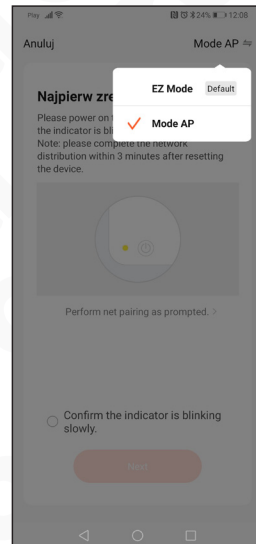 Play 24% 12:08
Anuluj Mode AP
EZ Mode Default
Mode AP
Najpierw zre
Please power on
the indicator is bli
Note: please complete the network
distribution within 3 minutes after resetting
the device.
Perform net pairing as prompted. >
Confirm the indicator is blinking
slowly.
Next